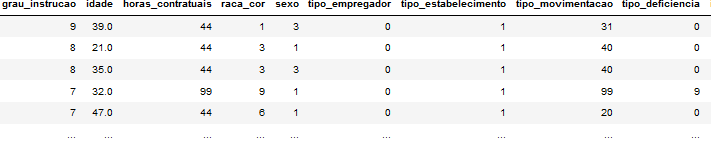 grau_instrucao idade horas_contratuais raca_cor sexo tipo_empregador tipo_estabelecimento tipo_movimentacao tipo_deficiencia
9 39.0 44 1 3 0 1 31 0
8 21.0 44 3 1 0 1 40 0
8 35.0 44 3 3 0 1 40 0
7 32.0 99 9 1 0 1 99 9
7 47.0 44 6 1 0 1 20 0
... ... ... ... ... ... ... ... ...